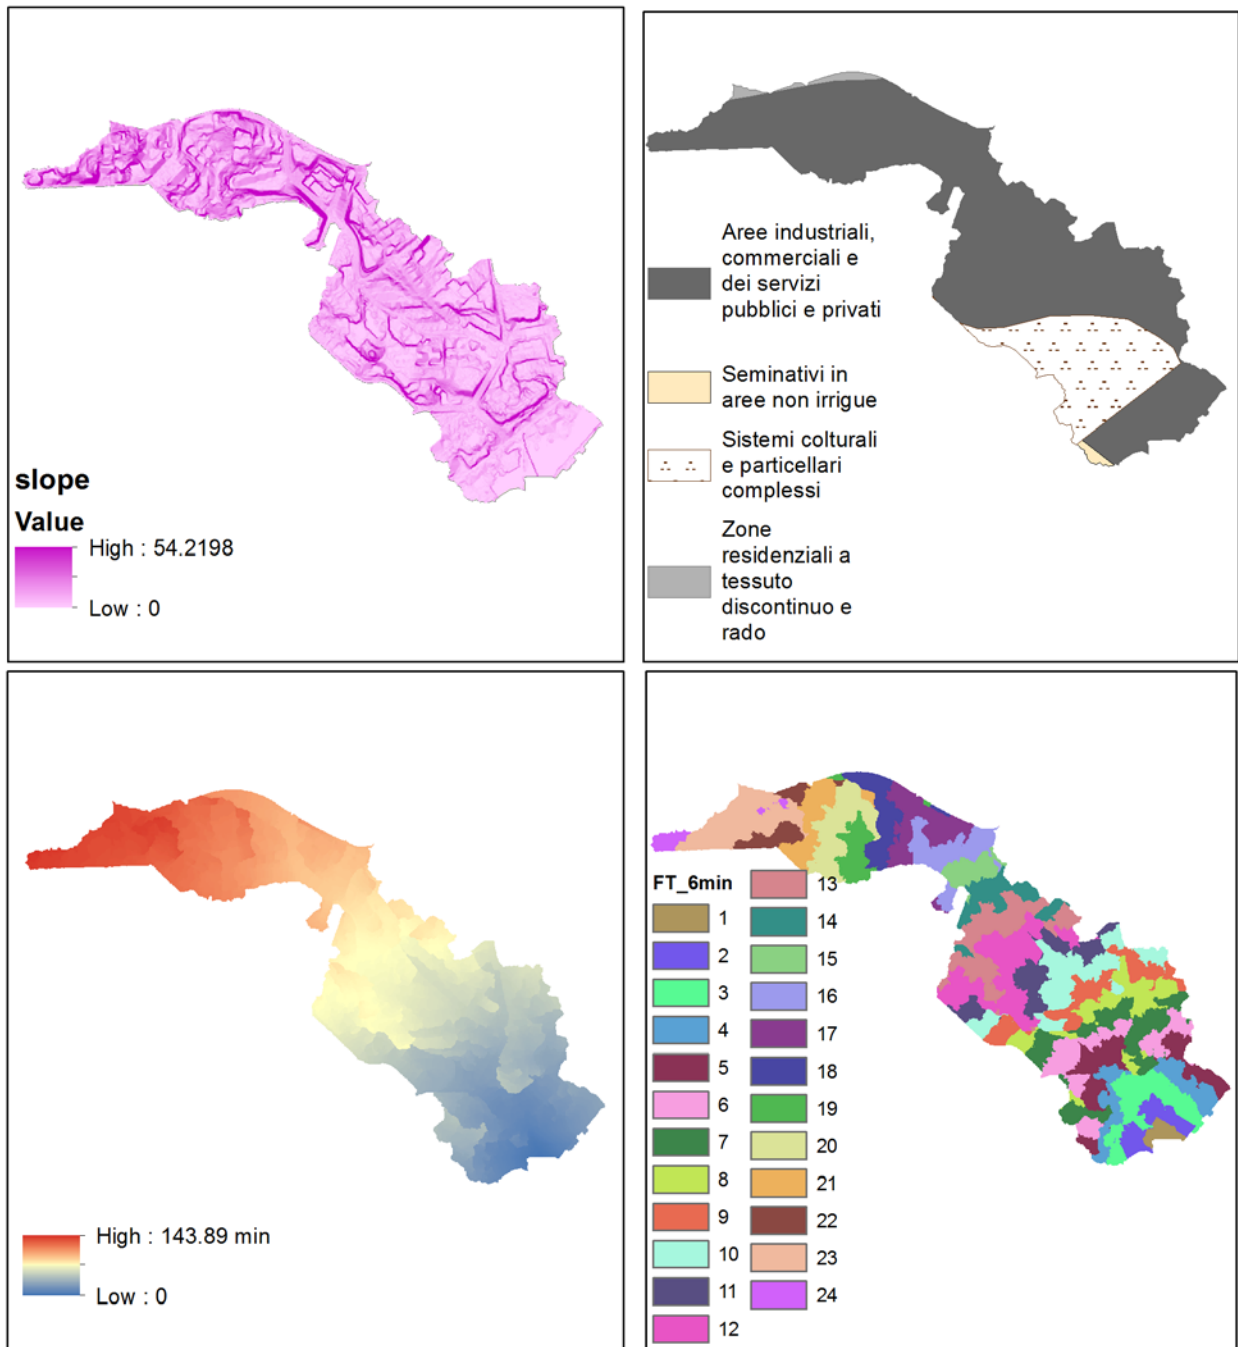 slope
Value
High : 54.2198
Low : 0
Aree industriali,
commerciali e
dei servizi
pubblici e privati
Seminativi in
aree non irrigue
Sistemi colturali
e particellari
complessi
Zone
residenziali a
tessuto
discontinuo e
rado
High : 143.89 min
Low : 0
FT_6min
1
2
3
4
5
6
7
8
9
10
11
12
13
14
15
16
17
18
19
20
21
22
23
24